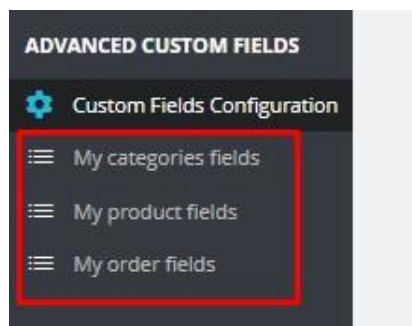 ADVANCED CUSTOM FIELDS
Custom Fields Configuration
My categories fields
My product fields
My order fields